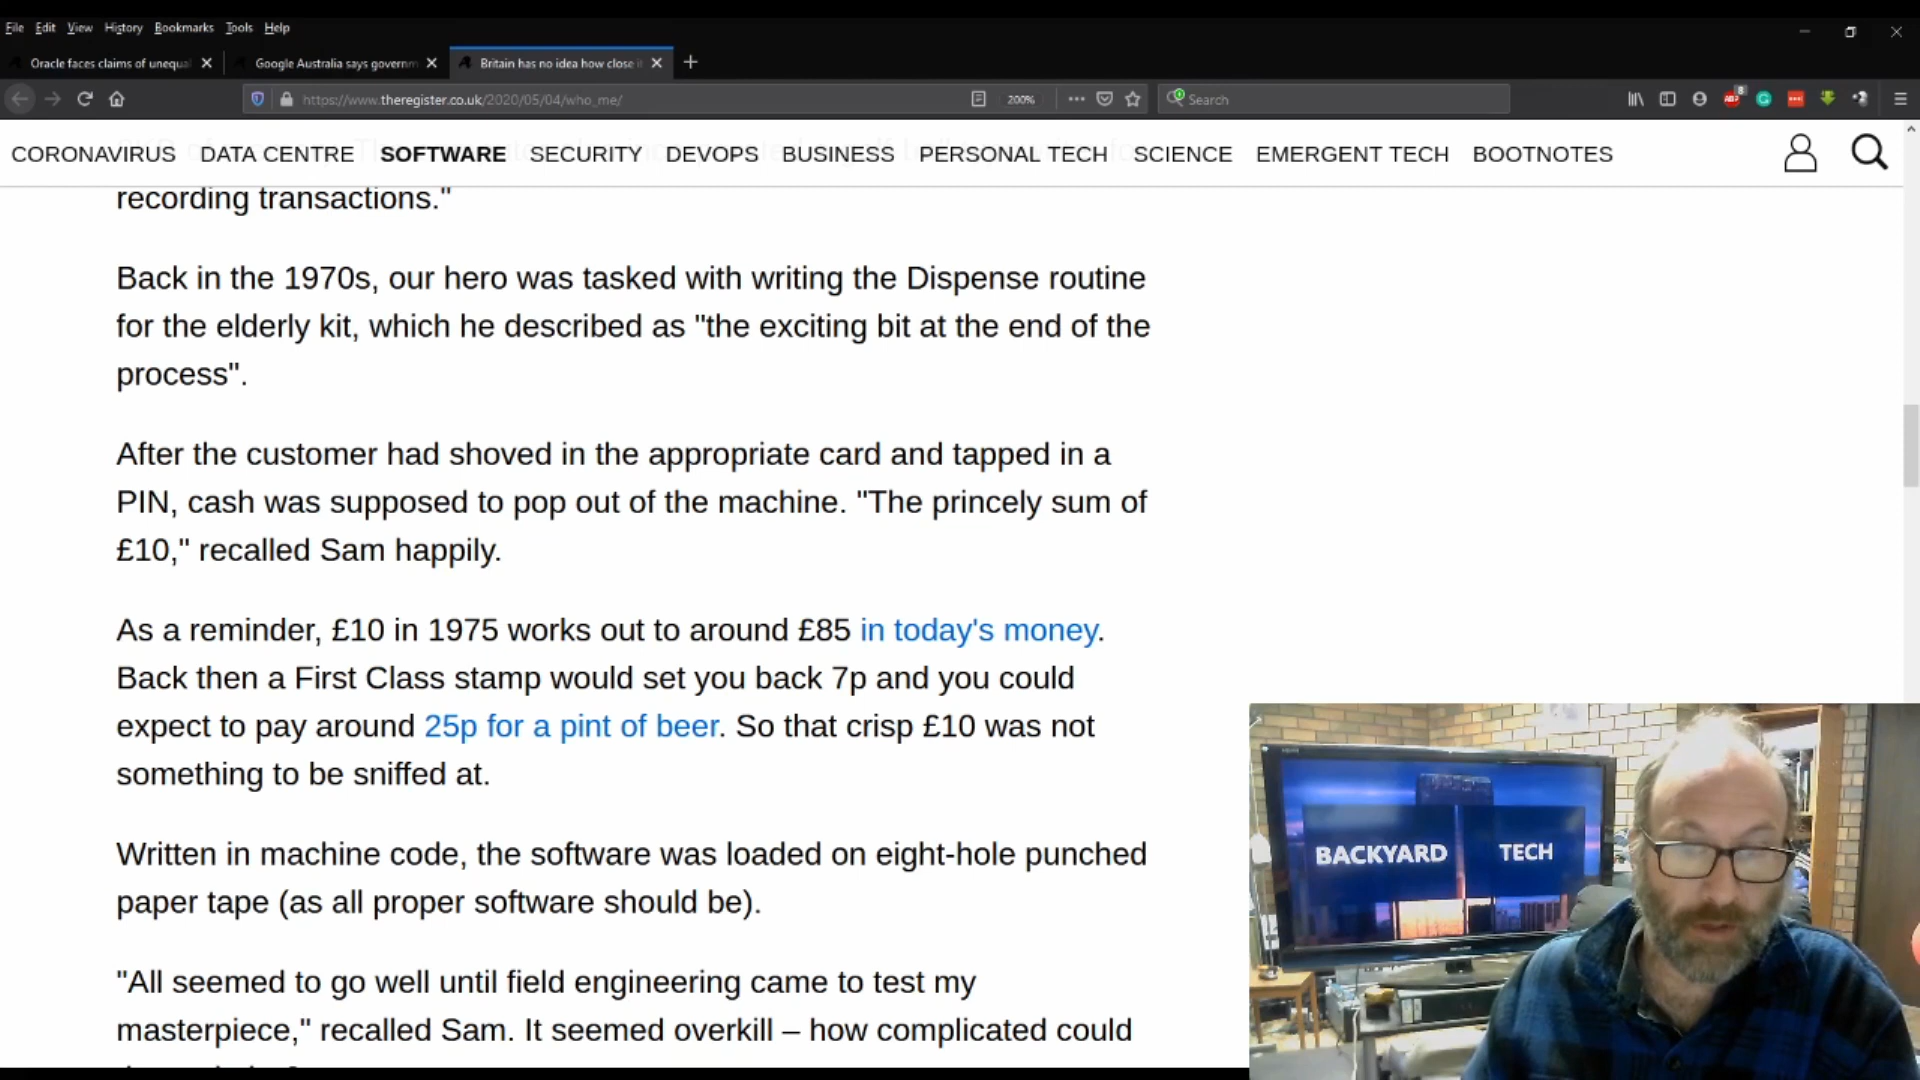 File Edit View History Bookmarks Tools Help
Oracle faces claims of unequa
Google Australia says governm
Britain has no idea how close i
https://www.theregister.co.uk/2020/05/04/who_me/
200%
Search
8
ABP
CORONAVIRUS DATA CENTRE SOFTWARE SECURITY DEVOPS BUSINESS PERSONAL TECH SCIENCE EMERGENT TECH BOOTNOTES
recording transactions."
Back in the 1970s, our hero was tasked with writing the Dispense routine
for the elderly kit, which he described as "the exciting bit at the end of the
process".
After the customer had shoved in the appropriate card and tapped in a
PIN, cash was supposed to pop out of the machine. "The princely sum of
£10," recalled Sam happily.
As a reminder, £10 in 1975 works out to around £85 in today's money.
Back then a First Class stamp would set you back 7p and you could
expect to pay around 25p for a pint of beer. So that crisp £10 was not
something to be sniffed at.
Written in machine code, the software was loaded on eight-hole punched
paper tape (as all proper software should be).
"All seemed to go well until field engineering came to test my
masterpiece," recalled Sam. It seemed overkill – how complicated could
BACKYARD TECH